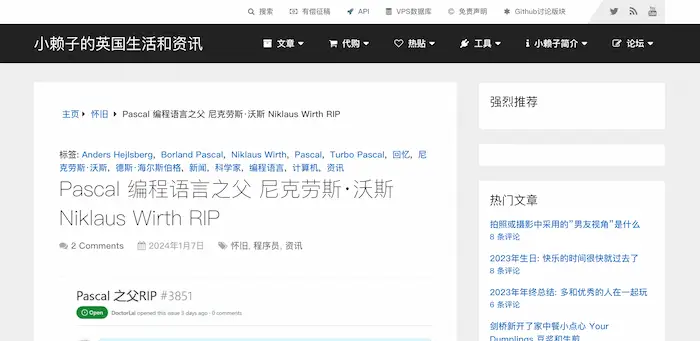 搜索 有偿征稿 API VPS数据库 免责声明 Github讨论版块
小赖子的英国生活和资讯 文章 代购 热贴 工具 小赖子简介 论坛
主页 怀旧 Pascal 编程语言之父 尼克劳斯·沃斯 Niklaus Wirth RIP
标签: Anders Hejlsberg, Borland Pascal, Niklaus Wirth, Pascal, Turbo Pascal, 回忆, 尼
克劳斯·沃斯, 德斯·海尔斯伯格, 新闻, 科学家, 编程语言, 计算机, 资讯
Pascal 编程语言之父 尼克劳斯·沃斯
Niklaus Wirth RIP
2 Comments 2024年1月7日 怀旧, 程序员, 资讯
Pascal 之父RIP #3851
Open DoctorLai opened this issue 5 days ago · 0 comments
强烈推荐
热门文章
拍照或摄影中采用的"男友视角"是什么
8 条评论
2023年生日: 快乐的时间很快就过去了
8 条评论
2023年年终总结: 多和优秀的人在一起玩
6 条评论
剑桥新开了家中餐小点心 Your
Dumplings 豆浆和生煎